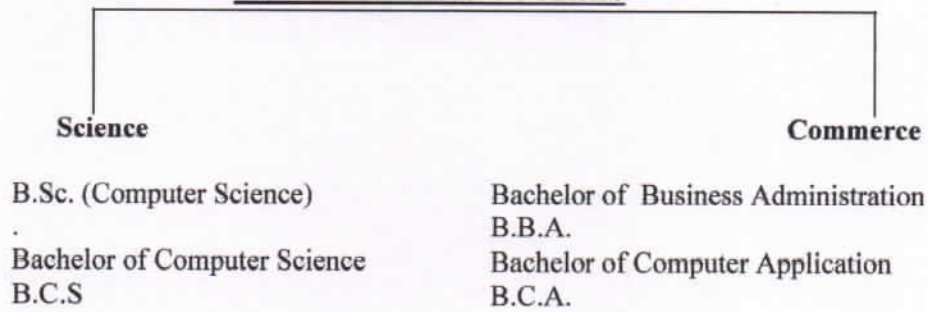 Science
Commerce
B.Sc. (Computer Science)
.
Bachelor of Computer Science
B.C.S
Bachelor of Business Administration
B.B.A.
Bachelor of Computer Application
B.C.A.